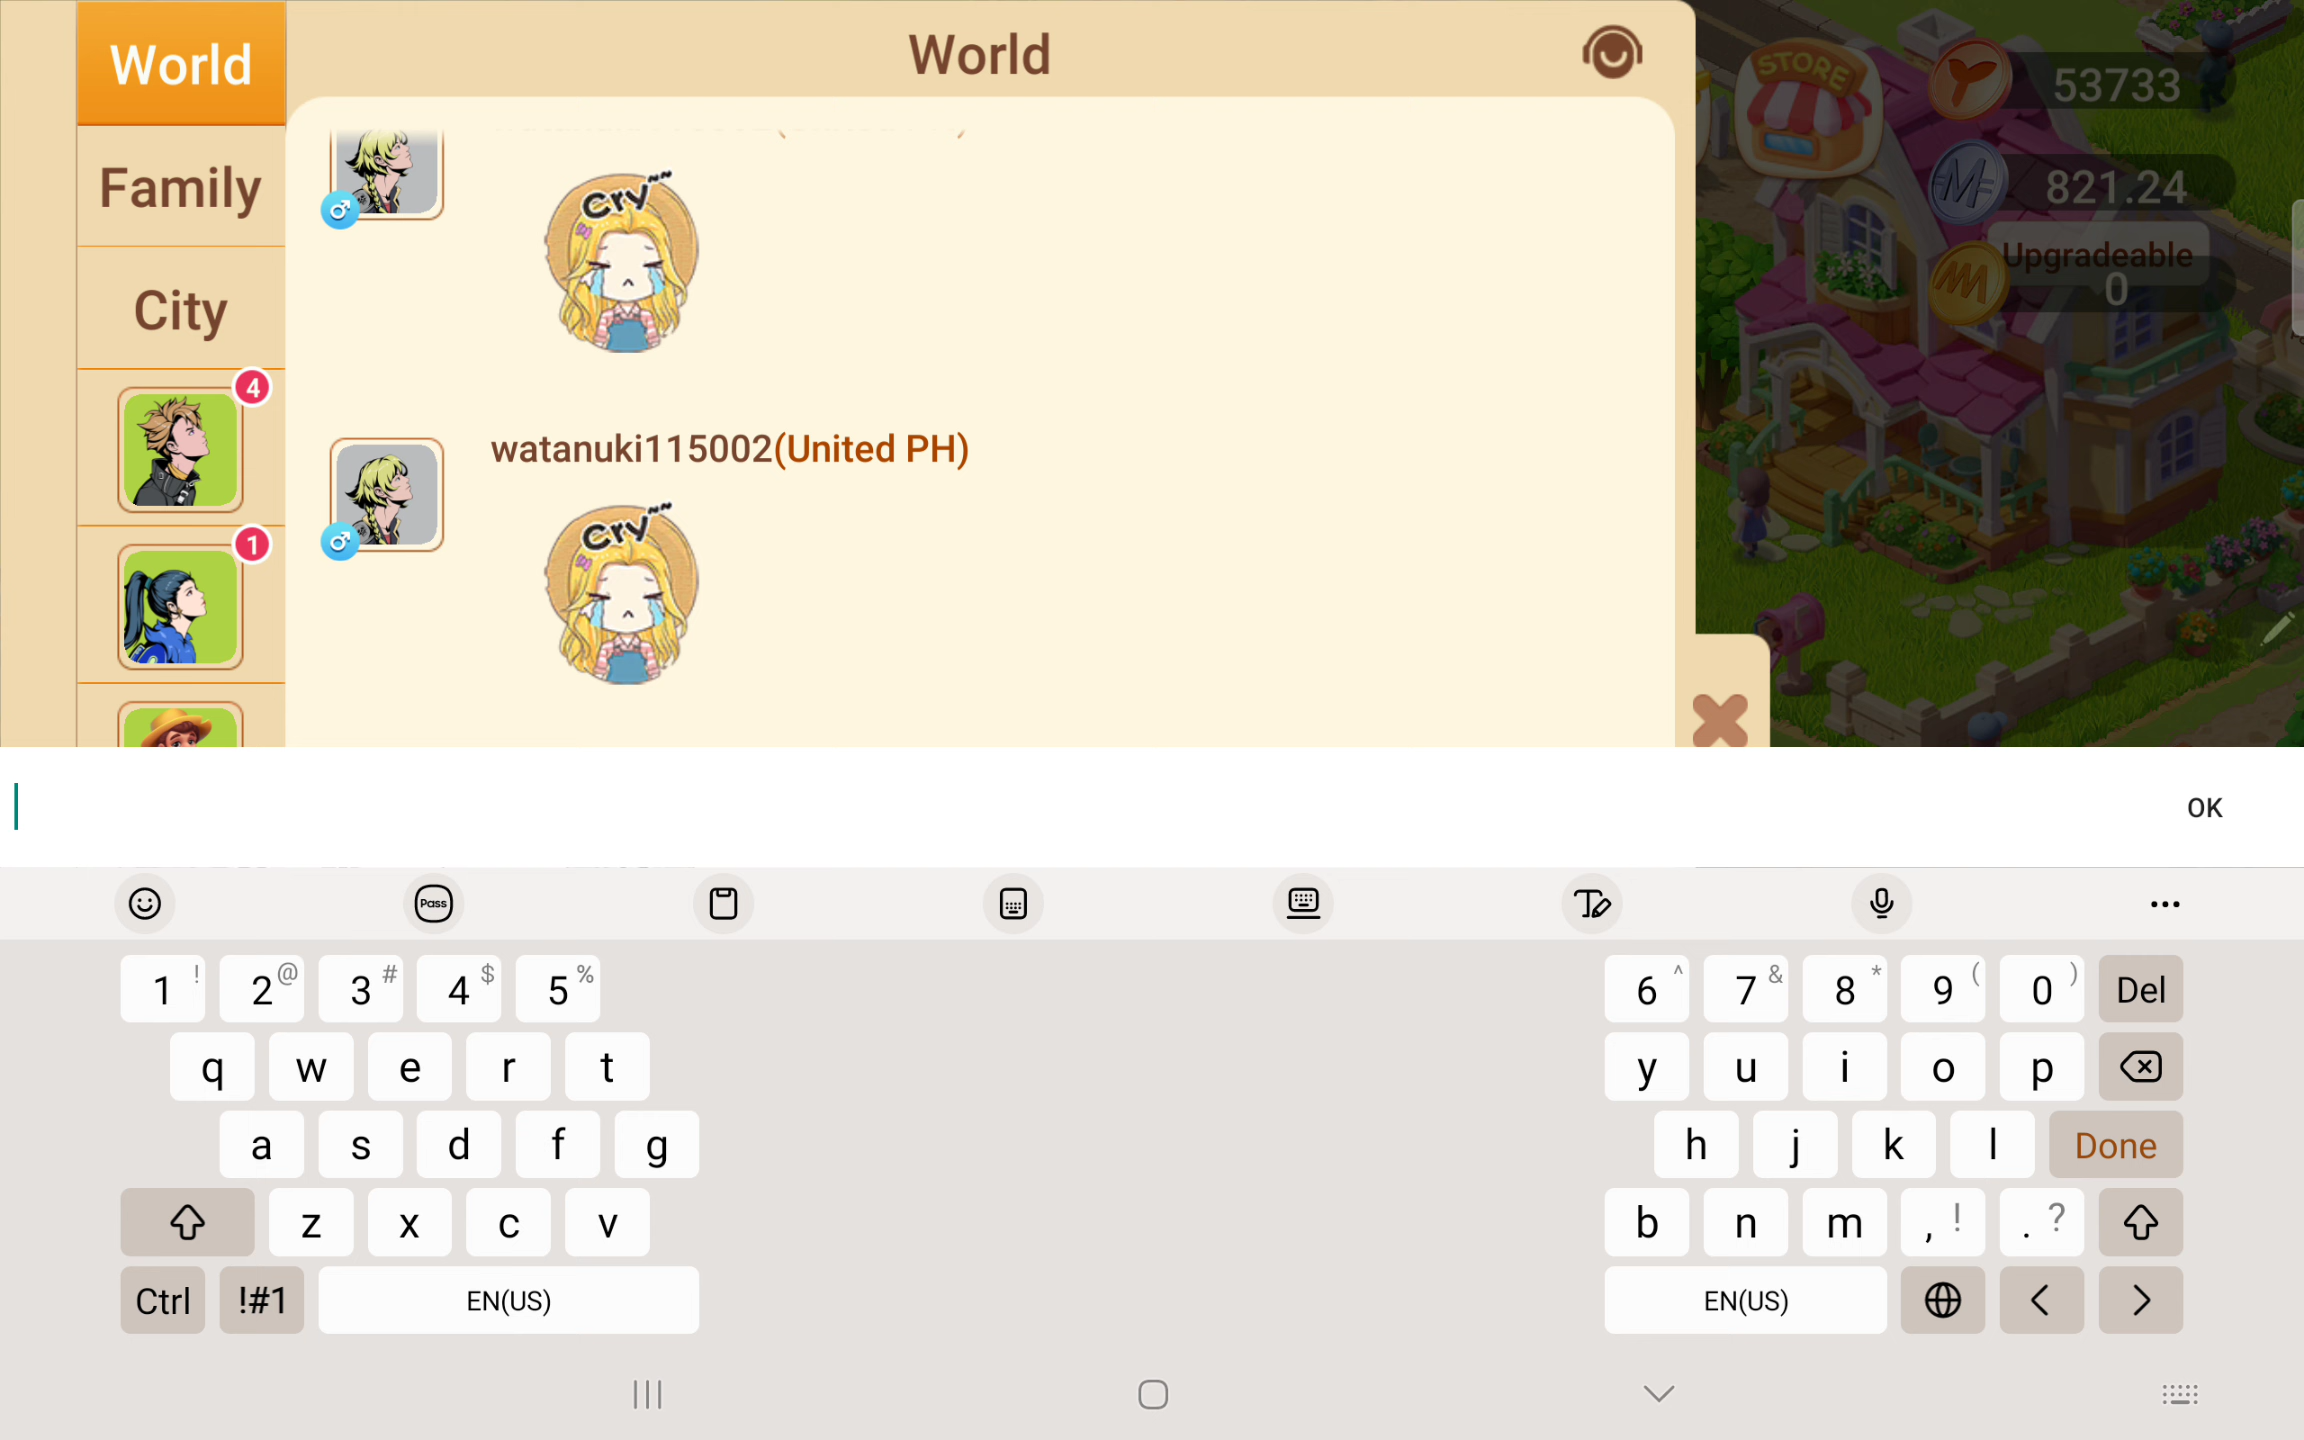 World
World
STORE
53733
Family
Cry~~
821.24
Upgradeable
City
0
4
watanuki115002(United PH)
1
Cry~~
OK
Pass
1 ! 2 @ 3 # 4 $ 5 % 6 ^ 7 & 8 * 9 ( 0 ) Del
q w e r t y u i o p
a s d f g h j k l Done
z x c v b n m , ! . ?
Ctrl !#1 EN(US) EN(US)